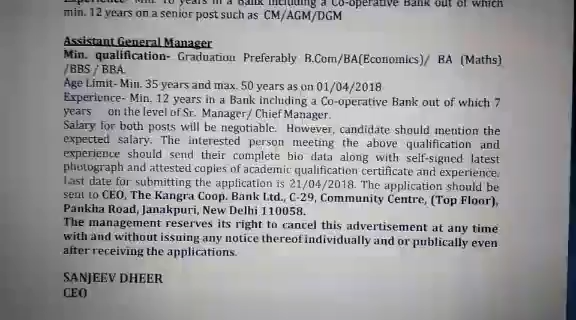 Experience- Min. 16 years in a Bank including a Co-operative Bank out of which
min. 12 years on a senior post such as CM/AGM/DGM
Assistant General Manager
Min. qualification- Graduation Preferably B.Com/BA(Economics)/ BA (Maths)
/BBS / BBA.
Age Limit- Min. 35 years and max. 50 years as on 01/04/2018
Experience- Min. 12 years in a Bank including a Co-operative Bank out of which 7
years on the level of Sr. Manager/ Chief Manager.
Salary for both posts will be negotiable. However, candidate should mention the
expected salary. The interested person meeting the above qualification and
experience should send their complete bio data along with self-signed latest
photograph and attested copies of academic qualification certificate and experience.
Last date for submitting the application is 21/04/2018. The application should be
sent to CEO, The Kangra Coop. Bank Ltd., C-29, Community Centre, (Top Floor),
Pankha Road, Janakpuri, New Delhi 110058.
The management reserves its right to cancel this advertisement at any time
with and without issuing any notice thereof individually and or publically even
after receiving the applications.
SANJEEV DHEER
CEO